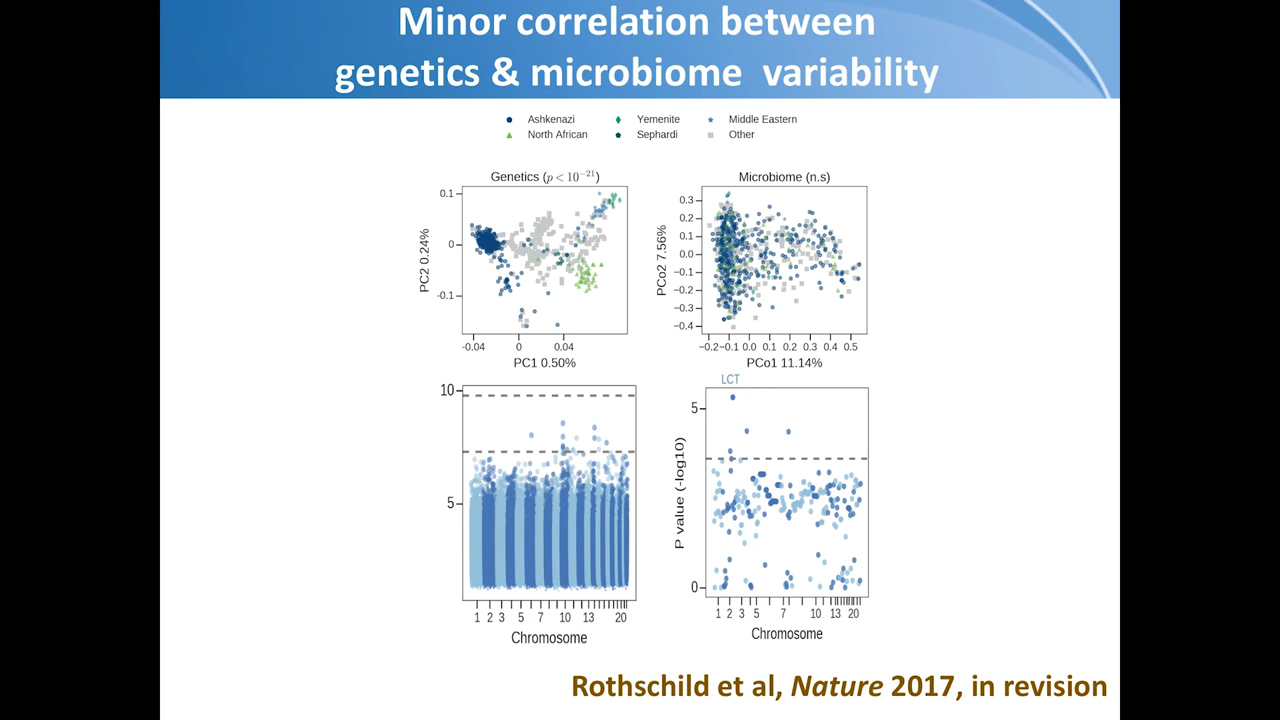 Minor correlation between
genetics & microbiome variability
Ashkenazi Yemenite Middle Eastern
North African Sephardi Other
Genetics (p < 10^{-21})
0.1
0
-0.1
PC2 0.24%
-0.04 0 0.04
PC1 0.50%
Microbiome (n.s)
0.3
0.2
0.1
0.0
−0.1
−0.2
−0.3
−0.4
PCo2 7.56%
−0.2 −0.1 0.0 0.1 0.2 0.3 0.4 0.5
PCo1 11.14%
10
5
1 2 3 5 7 10 13 20
Chromosome
LCT
5
0
P value (-log10)
1 2 3 5 7 10 13 20
Chromosome
Rothschild et al, Nature 2017, in revision